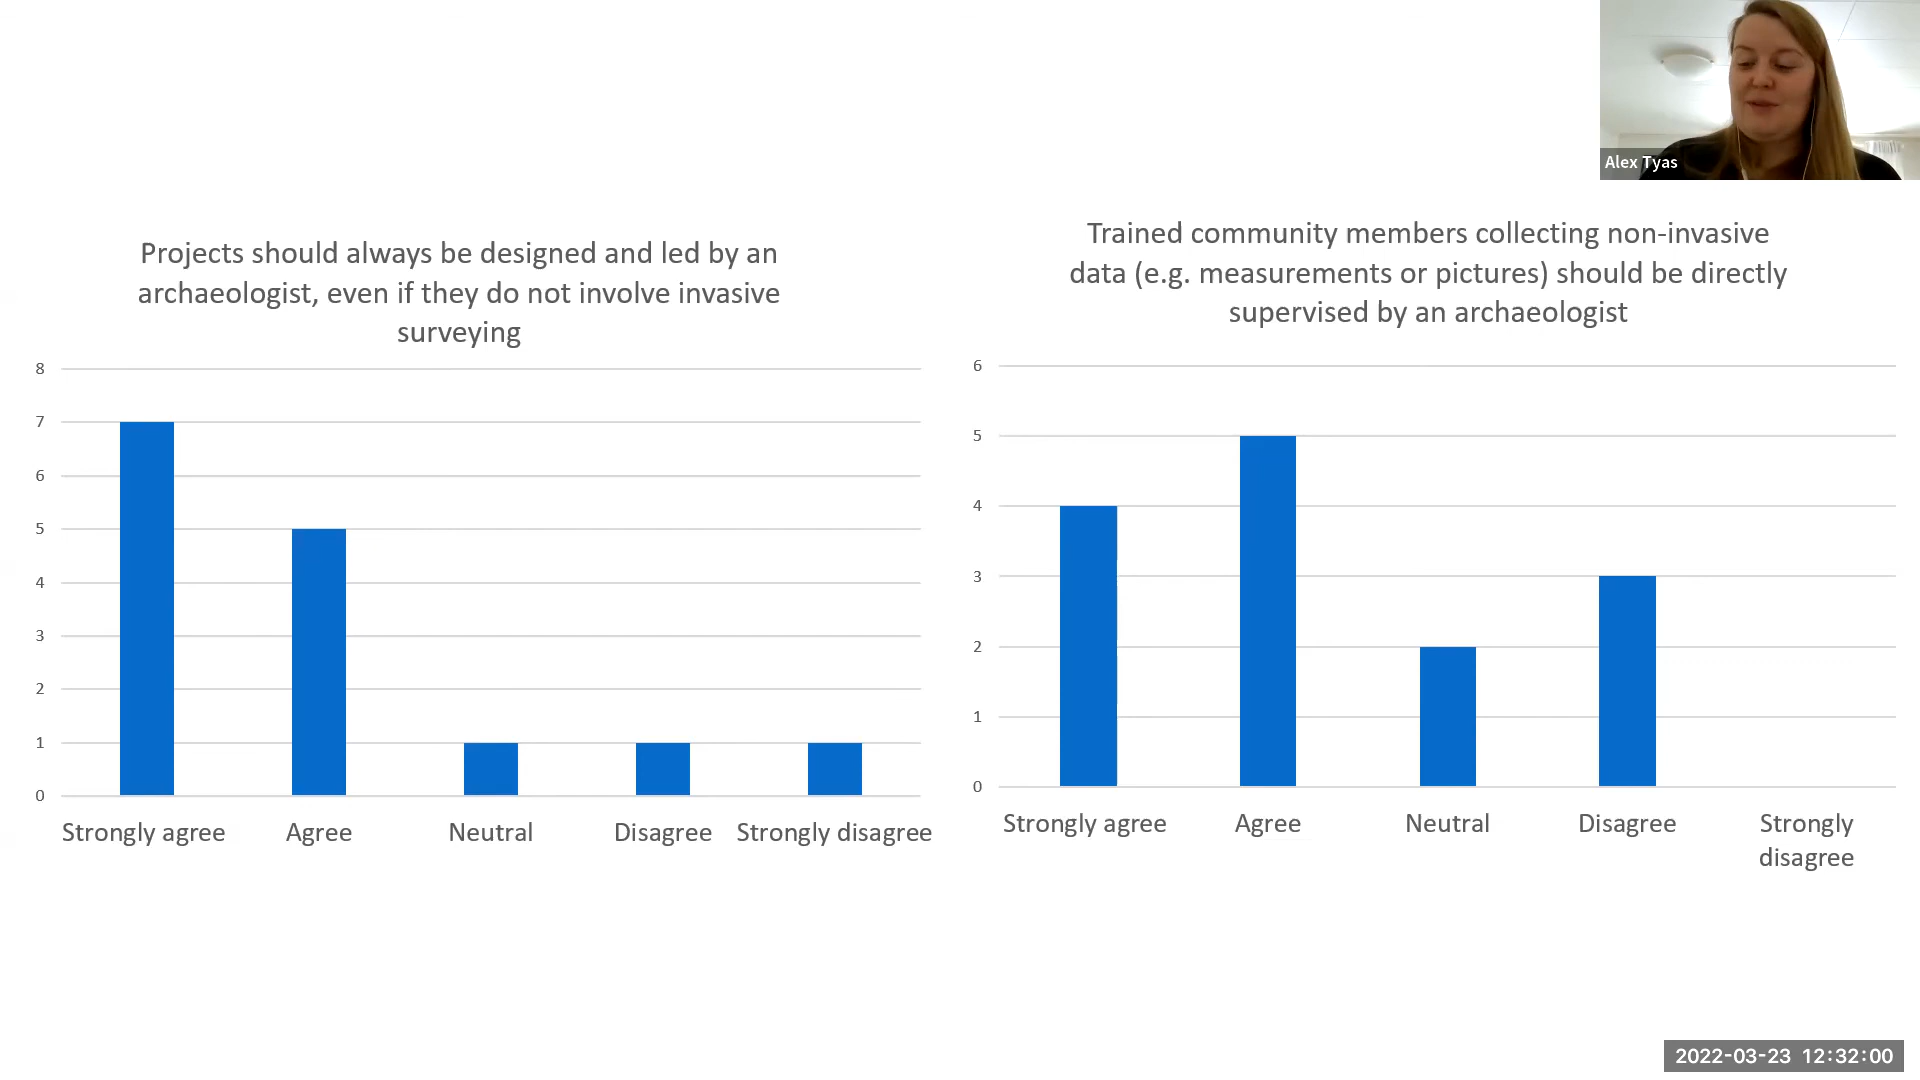 Alex Tyas
Projects should always be designed and led by an
archaeologist, even if they do not involve invasive
surveying
8
7
6
5
4
3
2
1
0
Strongly agree
Agree
Neutral
Disagree
Strongly disagree
Trained community members collecting non-invasive
data (e.g. measurements or pictures) should be directly
supervised by an archaeologist
6
5
4
3
2
1
0
Strongly agree
Agree
Neutral
Disagree
Strongly
disagree
2022-03-23 12:32:00